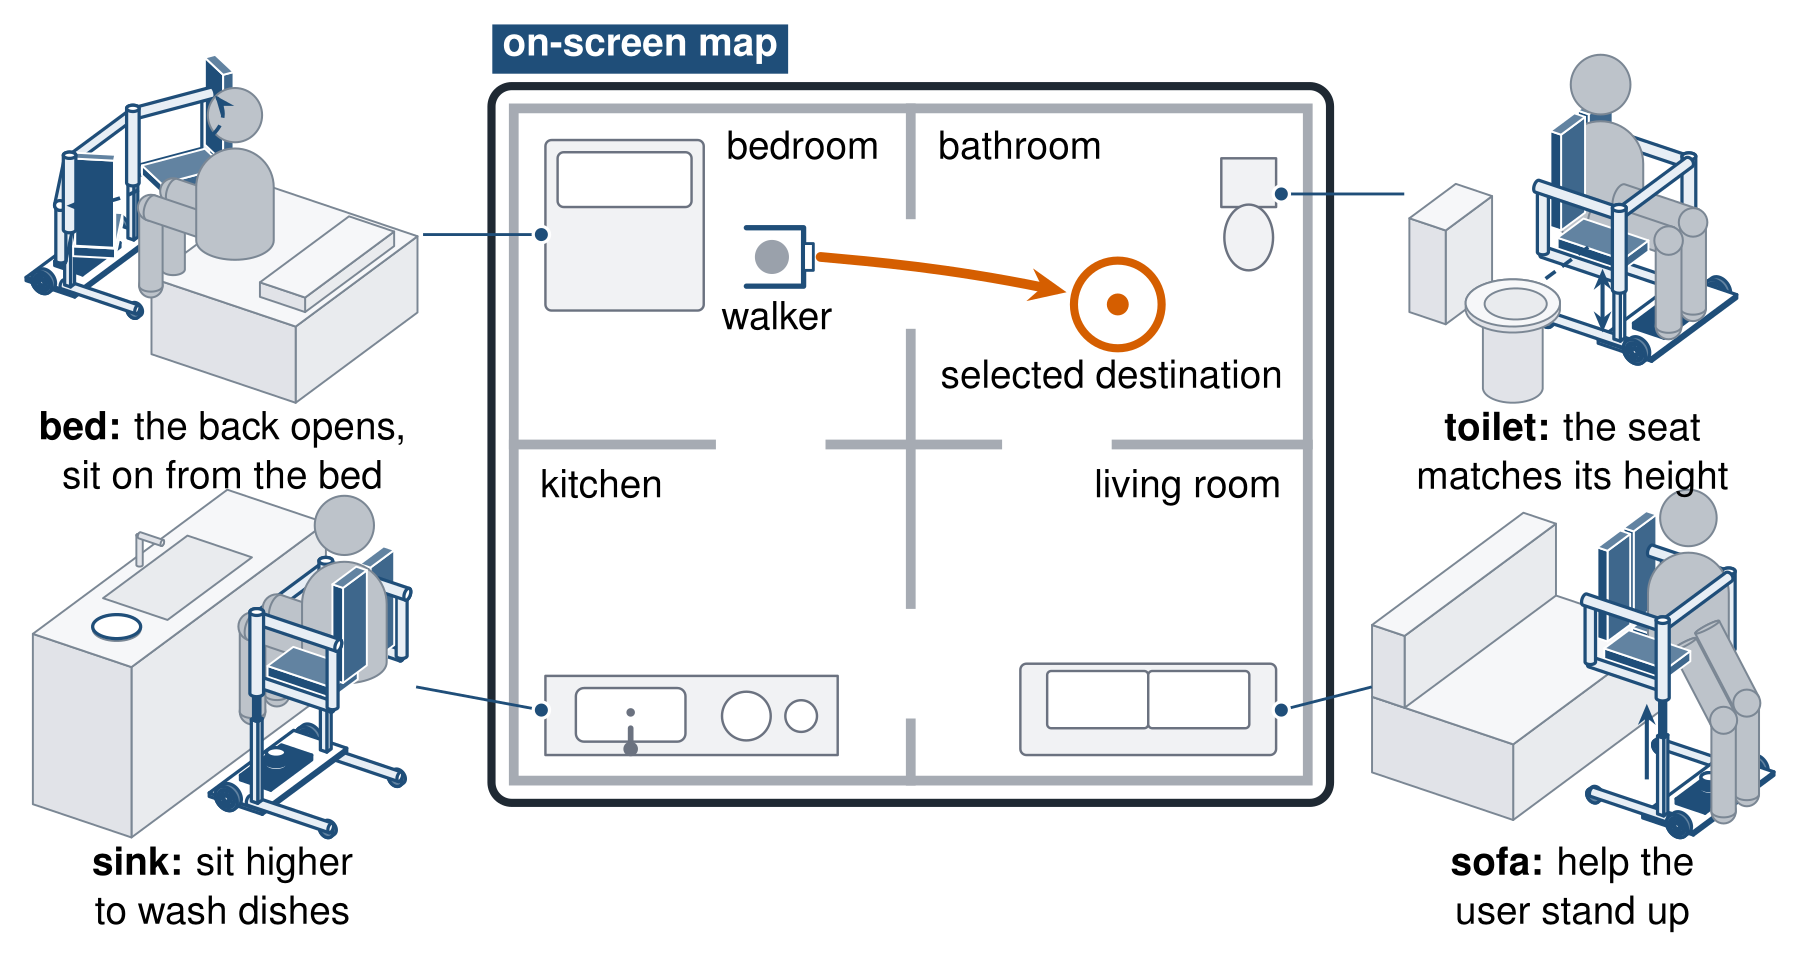 on-screen map
bedroom
bathroom
walker
selected destination
bed: the back opens,
sit on from the bed
toilet: the seat
matches its height
kitchen
living room
sink: sit higher
to wash dishes
sofa: help the
user stand up